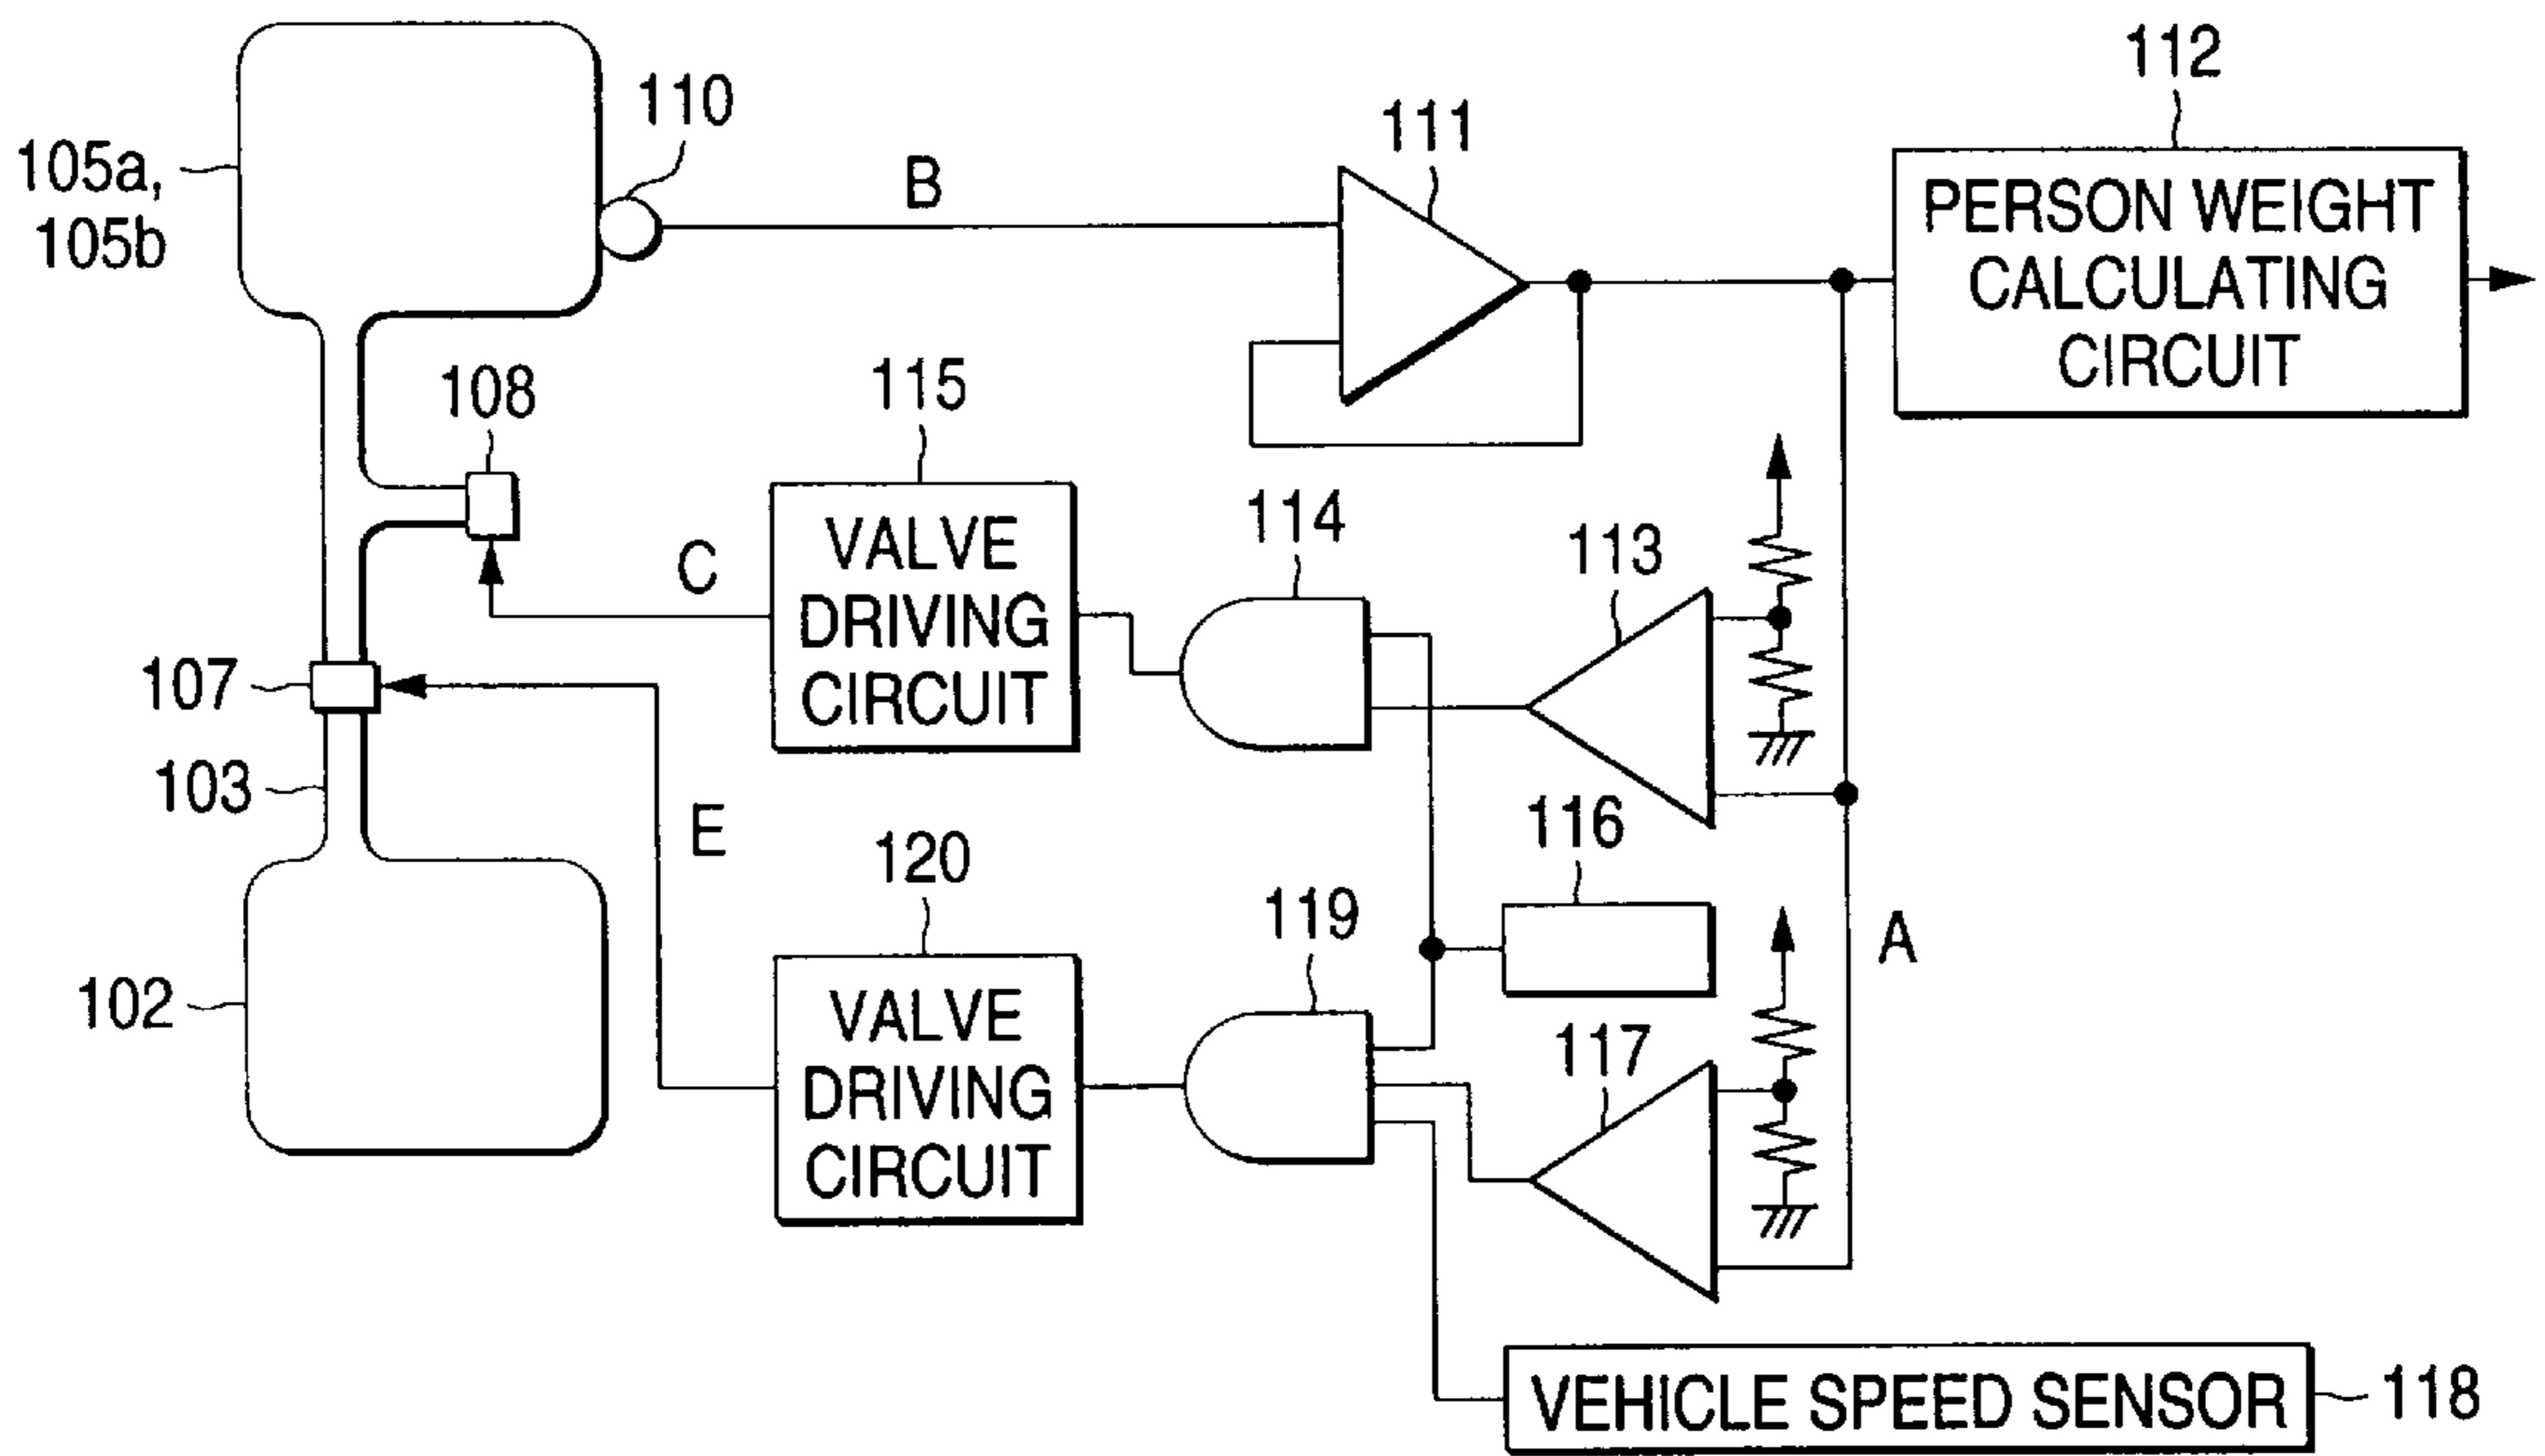 112
110
111
105a,
105b
B
PERSON WEIGHT
CALCULATING
CIRCUIT
108
115
114
113
C
VALVE
DRIVING
CIRCUIT
107
103
E
116
120
119
A
102
VALVE
DRIVING
CIRCUIT
117
VEHICLE SPEED SENSOR
118